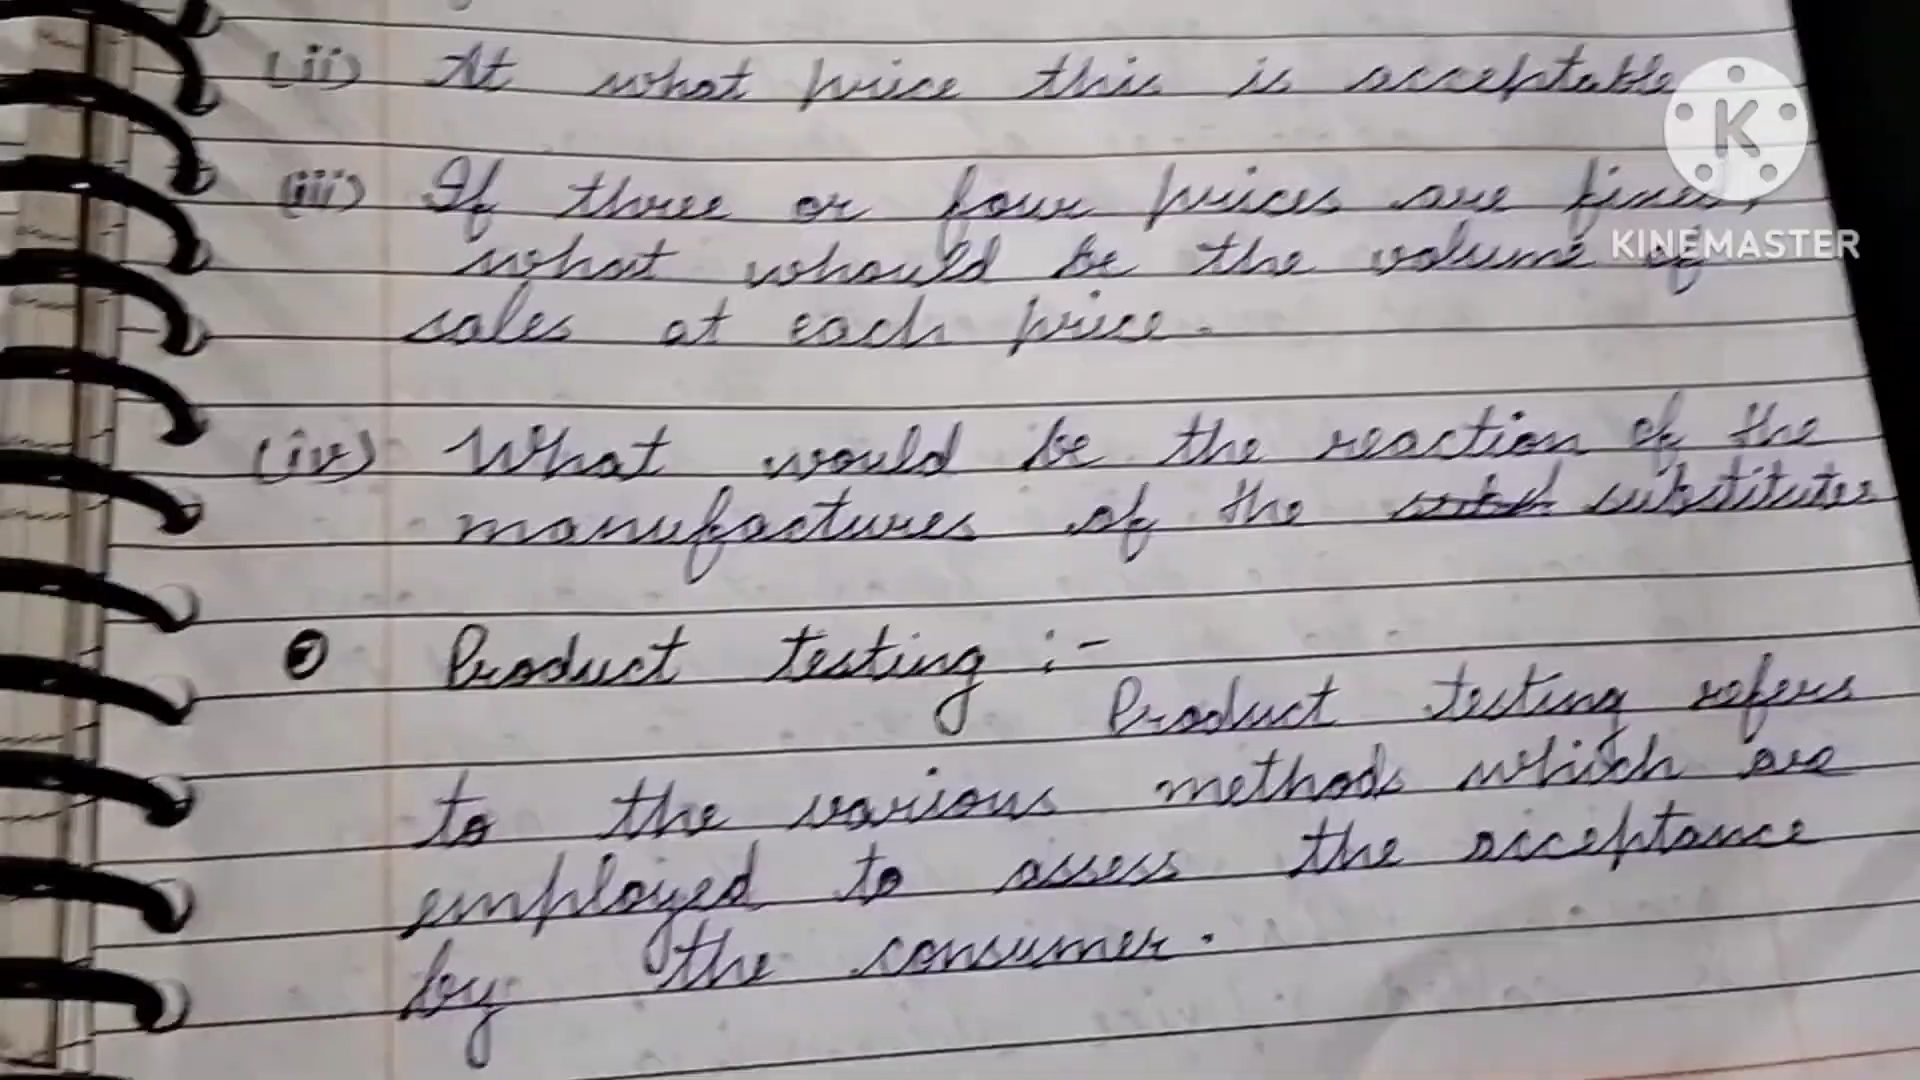 (ii) At what price this is acceptable
(iii) If three or four prices are fixed,
what whould be the volume of
sales at each price.
(iv) What would be the reaction of the
manufactures of the substitutes
Product testing :-
Product testing refers
to the various methods which are
employed to assess the acceptance
by the consumer.
KINEMASTER